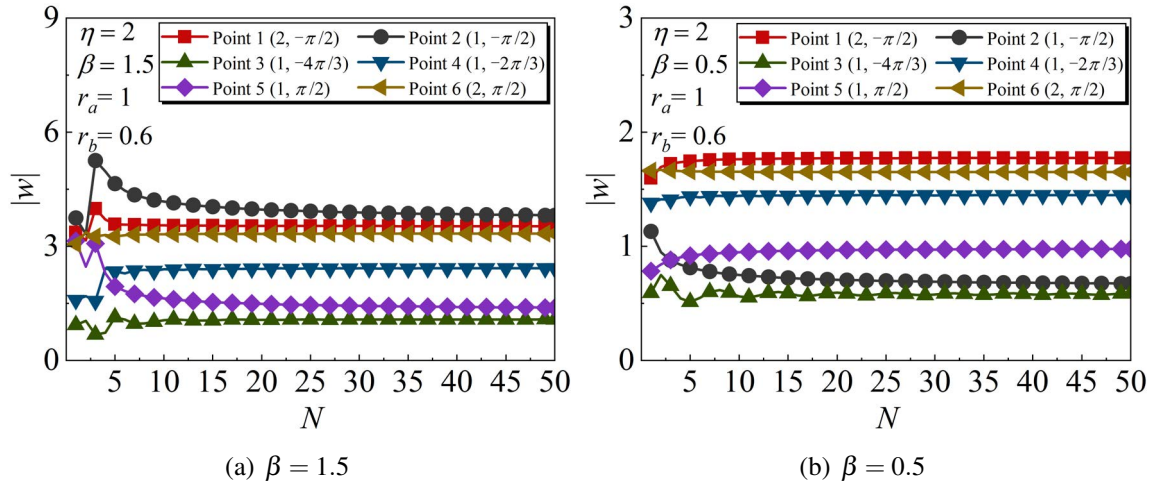 9
6
3
0
|w|
η = 2
β = 1.5
r_a = 1
r_b = 0.6
Point 1 (2, −π/2) Point 2 (1, −π/2)
Point 3 (1, −4π/3) Point 4 (1, −2π/3)
Point 5 (1, π/2) Point 6 (2, π/2)
5 10 15 20 25 30 35 40 45 50
N
(a) β = 1.5
3
2
1
0
|w|
η = 2
β = 0.5
r_a = 1
r_b = 0.6
Point 1 (2, −π/2) Point 2 (1, −π/2)
Point 3 (1, −4π/3) Point 4 (1, −2π/3)
Point 5 (1, π/2) Point 6 (2, π/2)
5 10 15 20 25 30 35 40 45 50
N
(b) β = 0.5